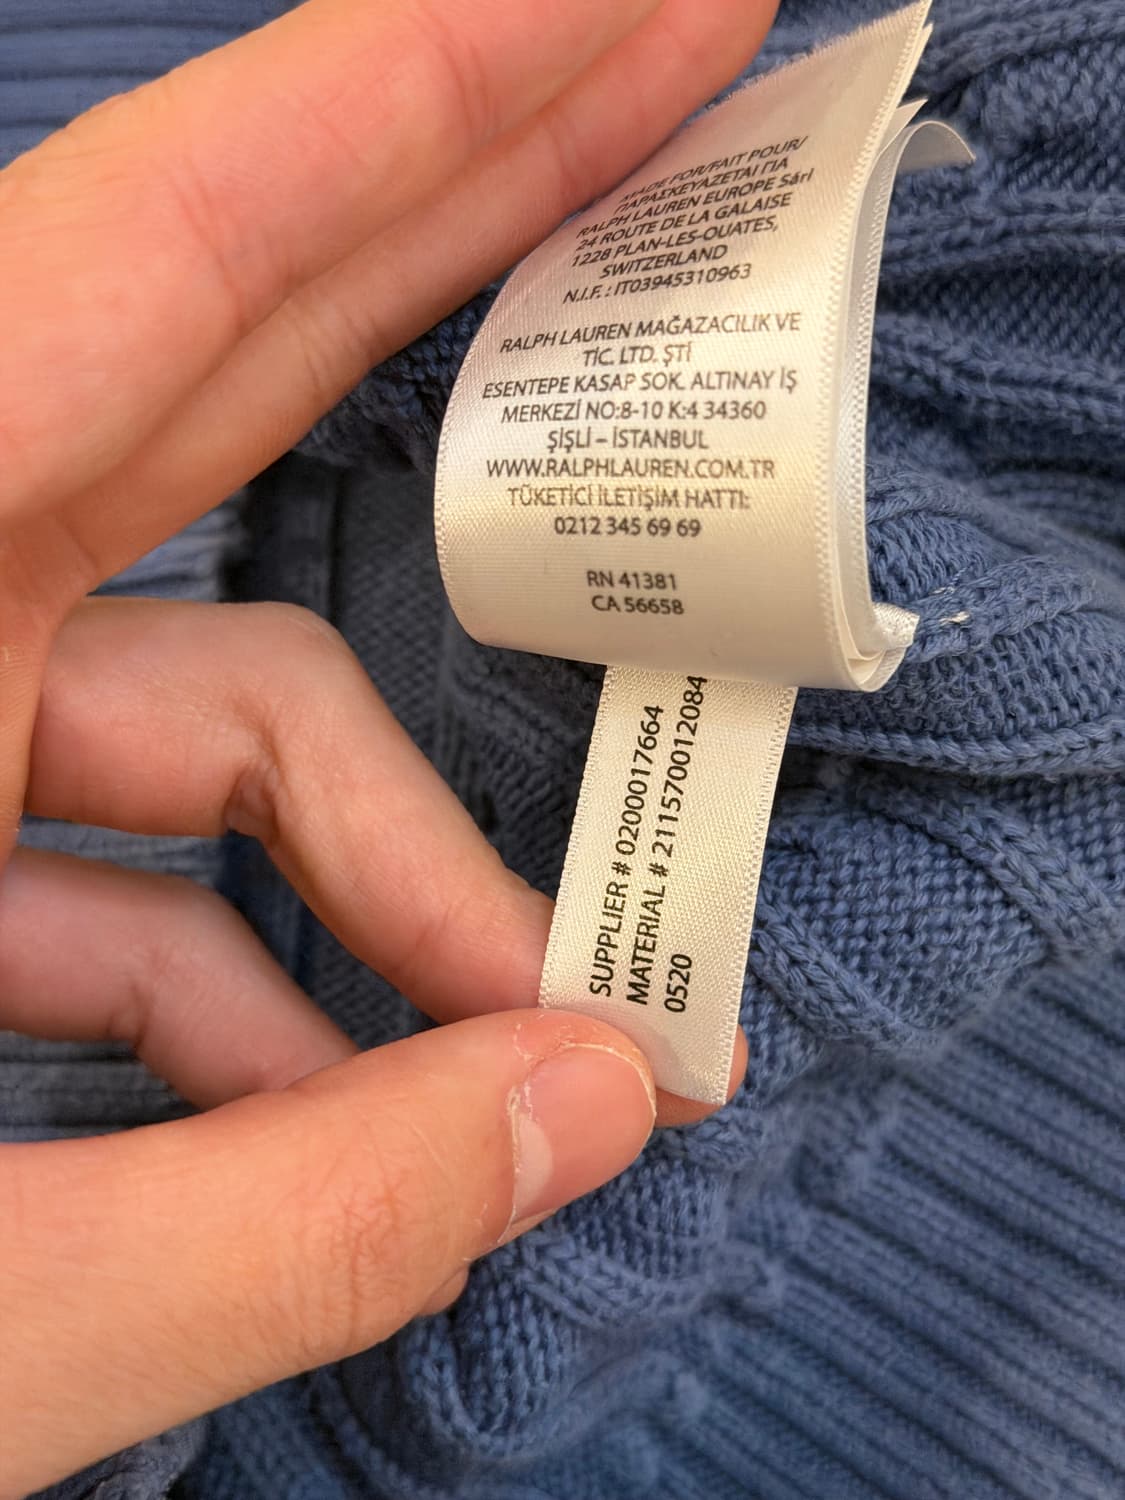 MADE FOR/FAIT POUR/
ΠΑΡΑΣΚΕΥΑΖΕΤΑΙ ΓΙΑ
RALPH LAUREN EUROPE Sárl
24 ROUTE DE LA GALAISE
1228 PLAN-LES-OUATES,
SWITZERLAND
N.I.F. : IT03945310963
RALPH LAUREN MAĞAZACILIK VE
TİC. LTD. ŞTİ
ESENTEPE KASAP SOK. ALTINAY İŞ
MERKEZİ NO:8-10 K:4 34360
ŞİŞLİ – İSTANBUL
WWW.RALPHLAUREN.COM.TR
TÜKETİCİ İLETİŞİM HATTI:
0212 345 69 69
RN 41381
CA 56658
SUPPLIER # 0200017664
MATERIAL # 211570012084
0520